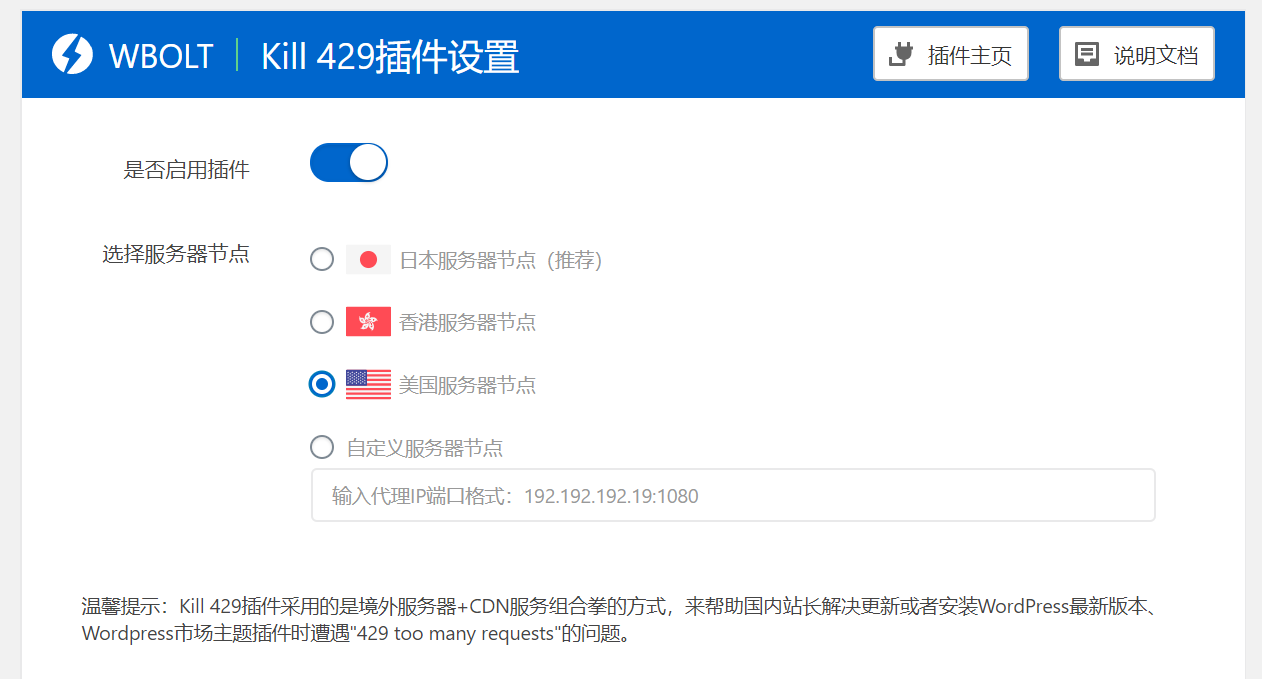 WBOLT Kill 429插件设置
插件主页
说明文档
是否启用插件
选择服务器节点
日本服务器节点（推荐）
香港服务器节点
美国服务器节点
自定义服务器节点
输入代理IP端口格式：192.192.192.19:1080
温馨提示：Kill 429插件采用的是境外服务器+CDN服务组合拳的方式，来帮助国内站长解决更新或者安装WordPress最新版本、
Wordpress市场主题插件时遭遇"429 too many requests"的问题。